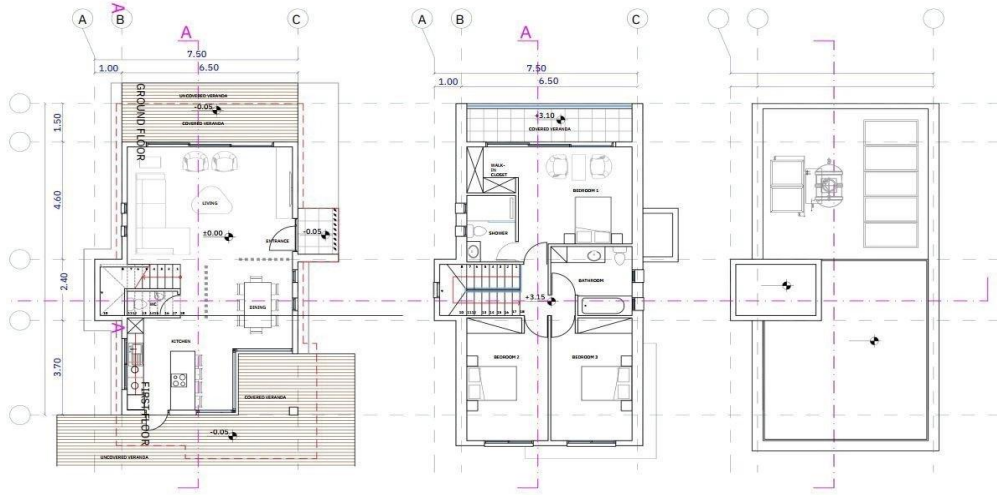 A
A B C
A B C
A
A
7.50
7.50
1.00 6.50
1.00 6.50
GROUND FLOOR
UNCOVERED VERANDA
-0.05
COVERED VERANDA
+3.10
COVERED VERANDA
1.50
WALK-IN
CLOSET
BEDROOM 1
4.60
LIVING
±0.00
ENTRANCE
-0.05
SHOWER
2.40
BATHROOM
+3.15
DINING
A
KITCHEN
3.70
BEDROOM 2
BEDROOM 3
FIRST FLOOR
COVERED VERANDA
-0.05
UNCOVERED VERANDA